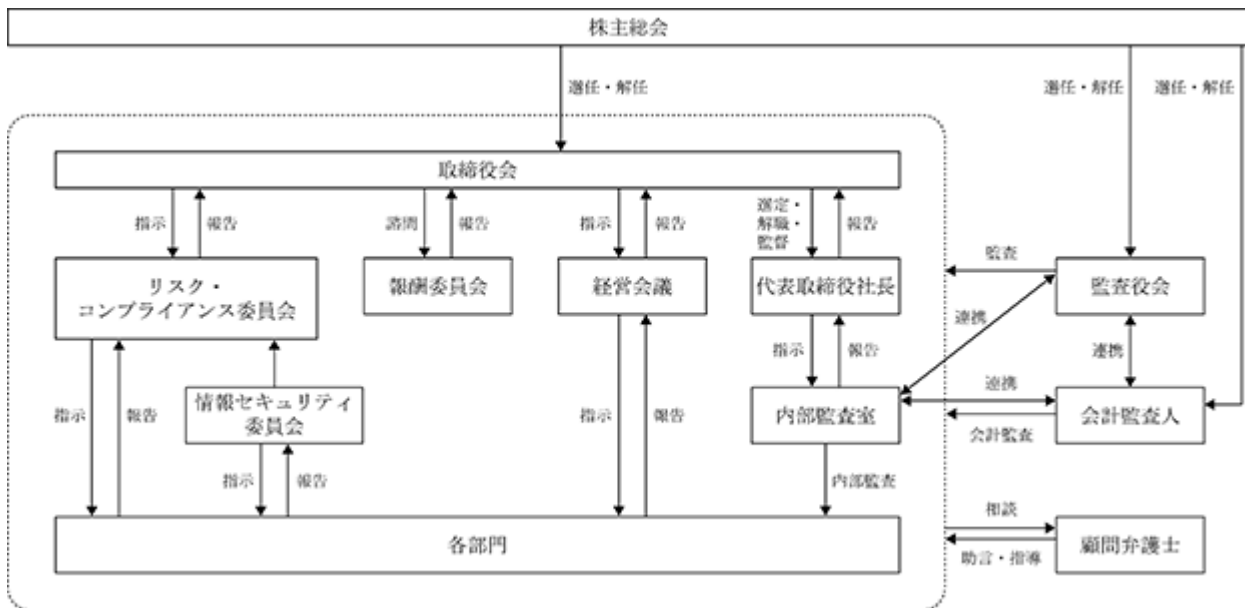 株主総会
選任・解任
選任・解任
選任・解任
取締役会
指示
報告
諮問
報告
指示
報告
選定・
解職・
監督
報告
リスク・
コンプライアンス委員会
報酬委員会
経営会議
代表取締役社長
監査
監査役会
連携
連携
指示
報告
情報セキュリティ
委員会
指示
報告
指示
報告
内部監査室
連携
会計監査
会計監査人
指示
報告
内部監査
各部門
相談
助言・指導
顧問弁護士